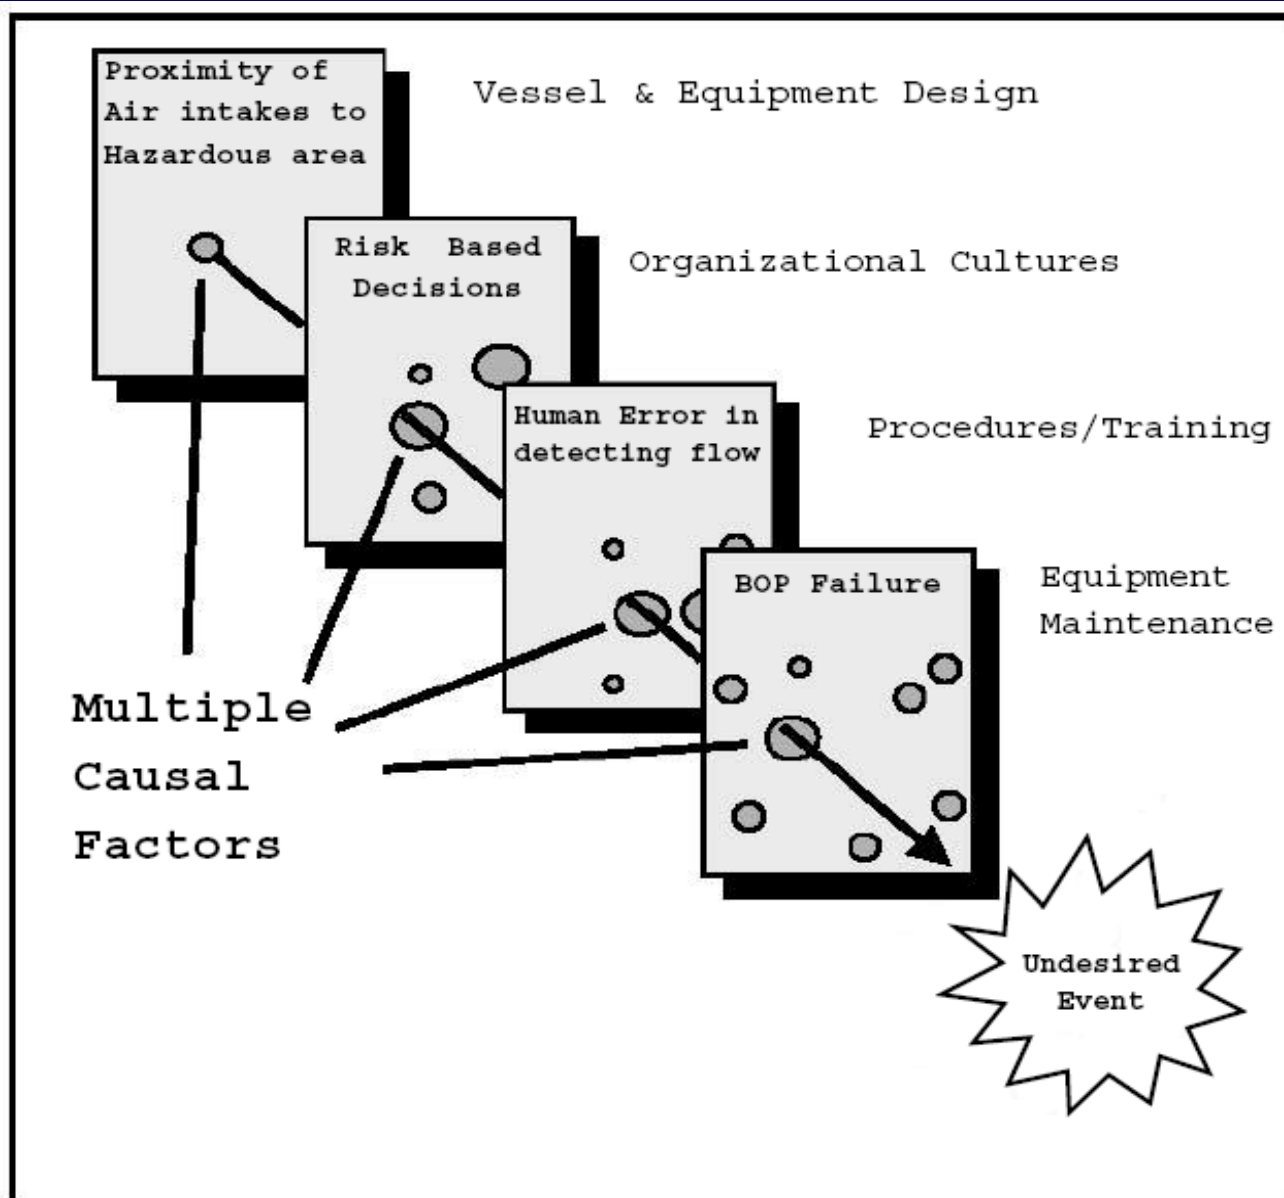 Proximity of
Air intakes to
Hazardous area
Vessel & Equipment Design
Risk Based
Decisions
Organizational Cultures
Human Error in
detecting flow
Procedures/Training
BOP Failure
Equipment
Maintenance
Multiple
Causal
Factors
Undesired
Event